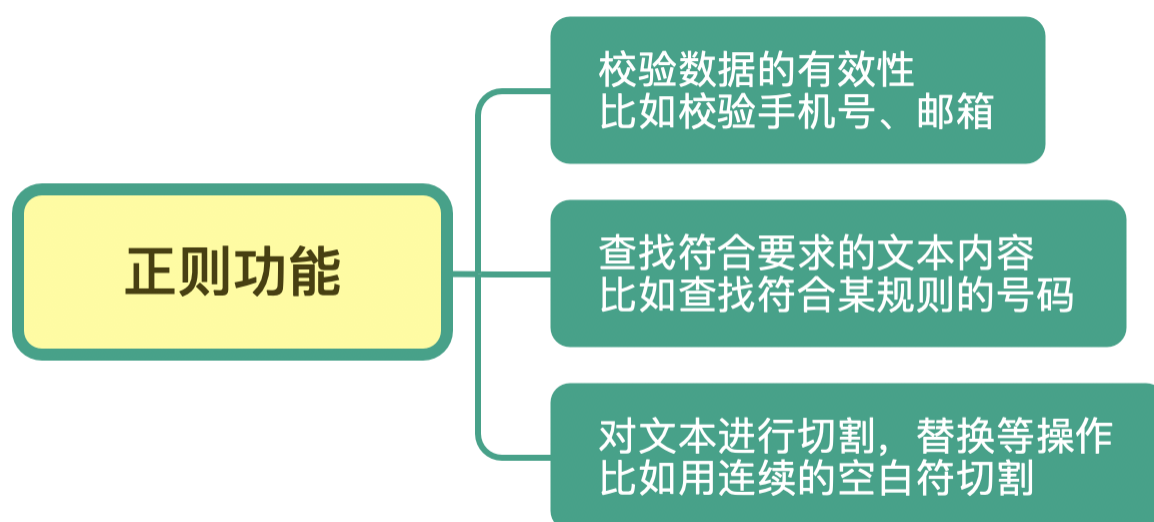 正则功能
校验数据的有效性
比如校验手机号、邮箱
查找符合要求的文本内容
比如查找符合某规则的号码
对文本进行切割，替换等操作
比如用连续的空白符切割